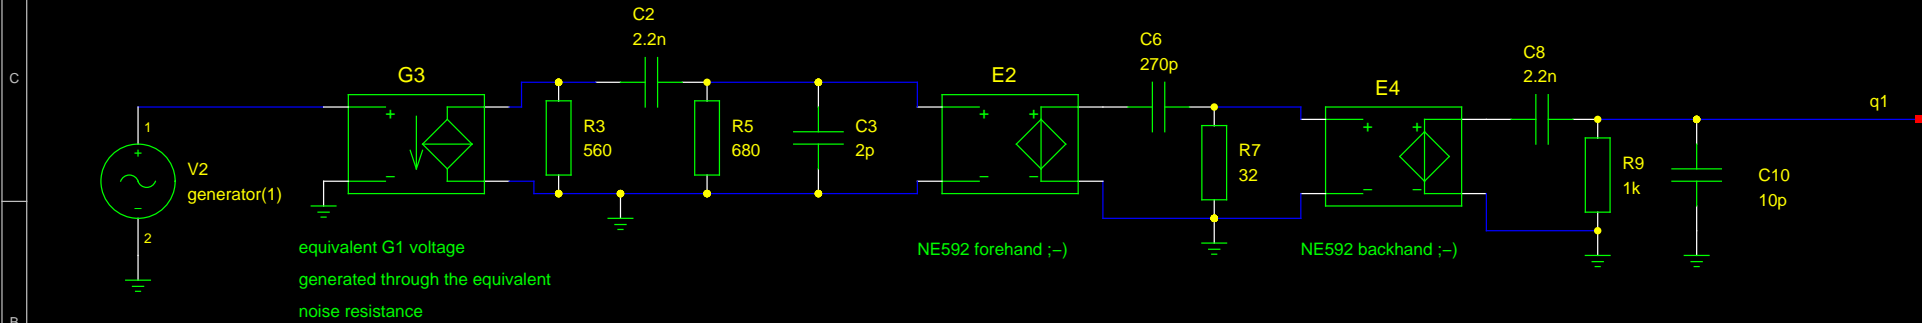 C
B
1
+
−
2
V2
generator(1)
G3
+
−
equivalent G1 voltage
generated through the equivalent
noise resistance
R3
560
C2
2.2n
R5
680
C3
2p
E2
+
+
−
−
NE592 forehand ;−)
C6
270p
R7
32
E4
+
+
−
−
NE592 backhand ;−)
C8
2.2n
R9
1k
C10
10p
q1